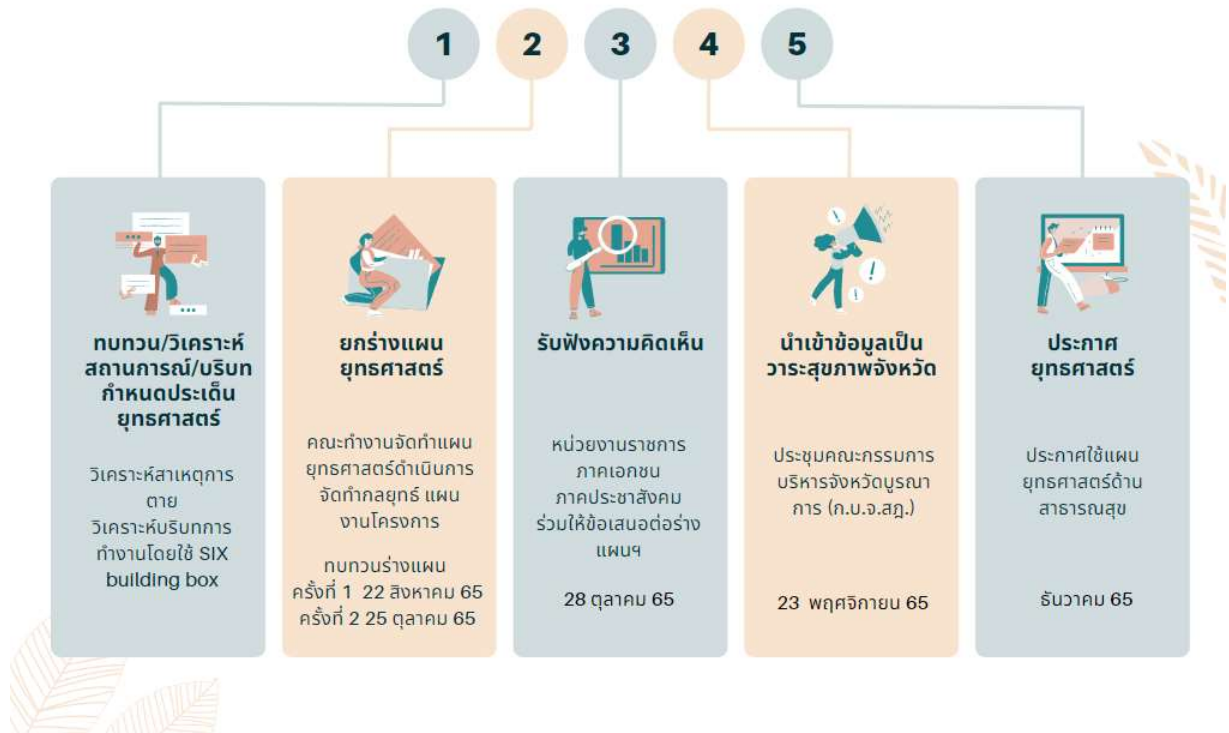 1
2
3
4
5
ทบทวน/วิเคราะห์
สถานการณ์/บริบท
กำหนดประเด็น
ยุทธศาสตร์
วิเคราะห์สาเหตุการ
ตาย
วิเคราะห์บริบทการ
ทำงานโดยใช้ SIX
building box
ยกร่างแผน
ยุทธศาสตร์
คณะทำงานจัดทำแผน
ยุทธศาสตร์ดำเนินการ
จัดทำกลยุทธ์ แผน
งานโครงการ
ทบทวนร่างแผน
ครั้งที่ 1 22 สิงหาคม 65
ครั้งที่ 2 25 ตุลาคม 65
รับฟังความคิดเห็น
หน่วยงานราชการ
ภาคเอกชน
ภาคประชาสังคม
ร่วมให้ข้อเสนอต่อร่าง
แผนฯ
28 ตุลาคม 65
นำเข้าข้อมูลเป็น
วาระสุขภาพจังหวัด
ประชุมคณะกรรมการ
บริหารจังหวัดบูรณา
การ (ก.บ.จ.สฎ.)
23 พฤศจิกายน 65
ประกาศ
ยุทธศาสตร์
ประกาศใช้แผน
ยุทธศาสตร์ด้าน
สาธารณสุข
ธันวาคม 65